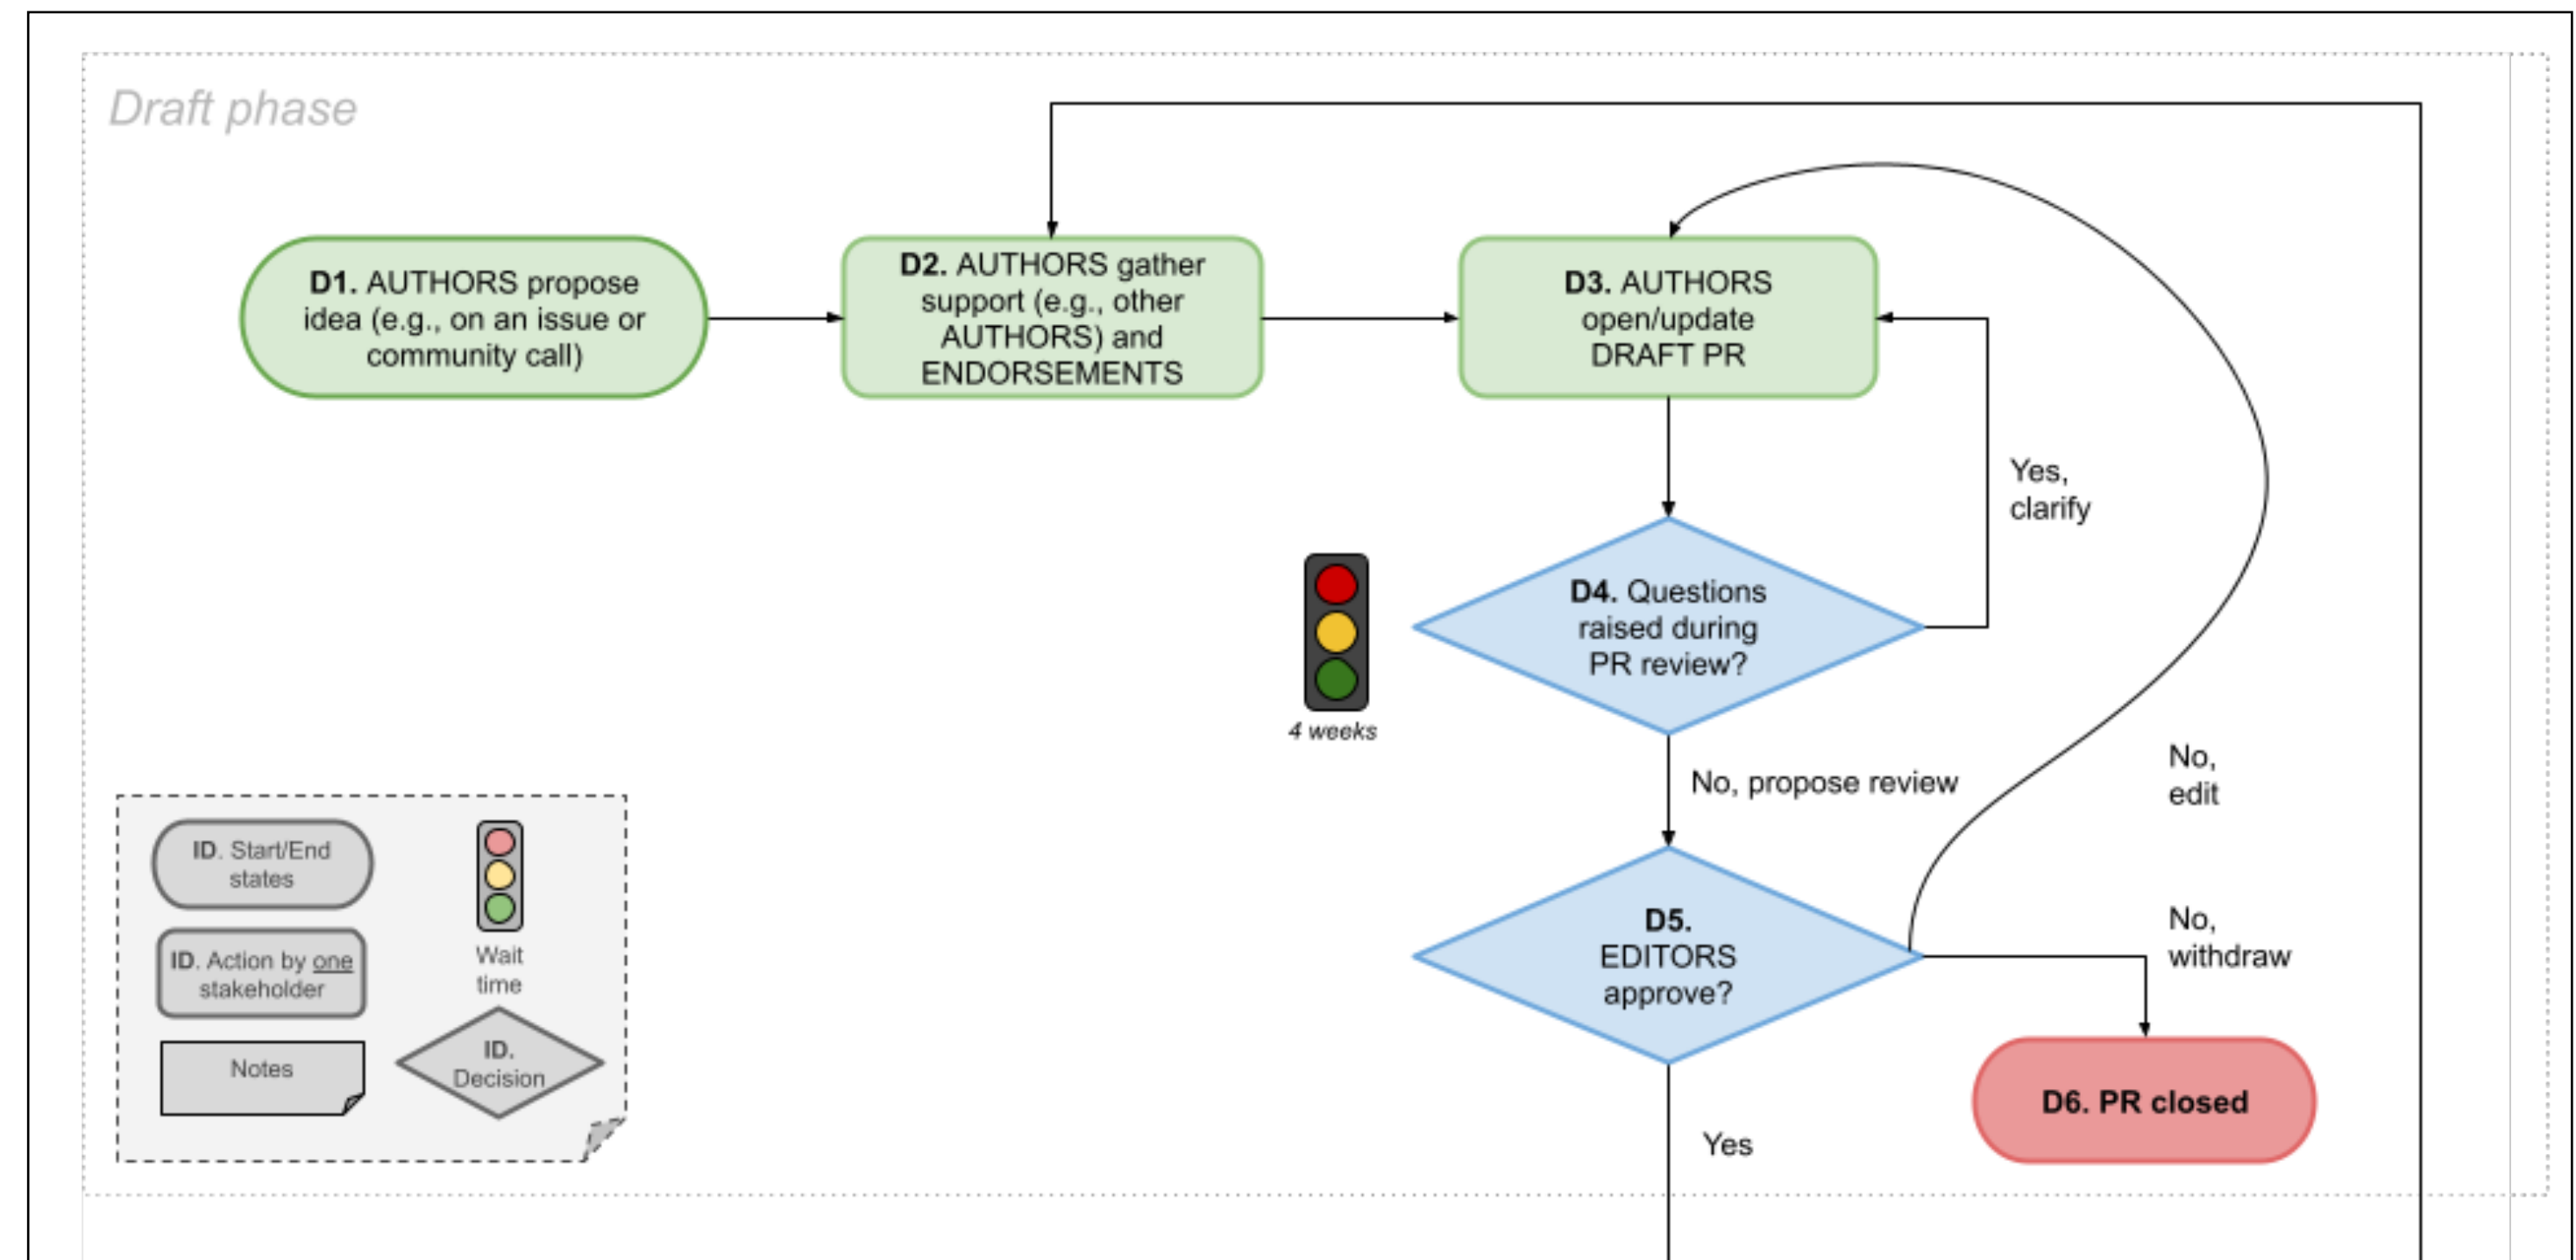 Draft phase
D1. AUTHORS propose
idea (e.g., on an issue or
community call)
D2. AUTHORS gather
support (e.g., other
AUTHORS) and
ENDORSEMENTS
D3. AUTHORS
open/update
DRAFT PR
Yes,
clarify
D4. Questions
raised during
PR review?
4 weeks
No, propose review
No,
edit
D5.
EDITORS
approve?
No,
withdraw
D6. PR closed
Yes
ID. Start/End
states
Wait
time
ID. Action by one
stakeholder
Notes
ID.
Decision